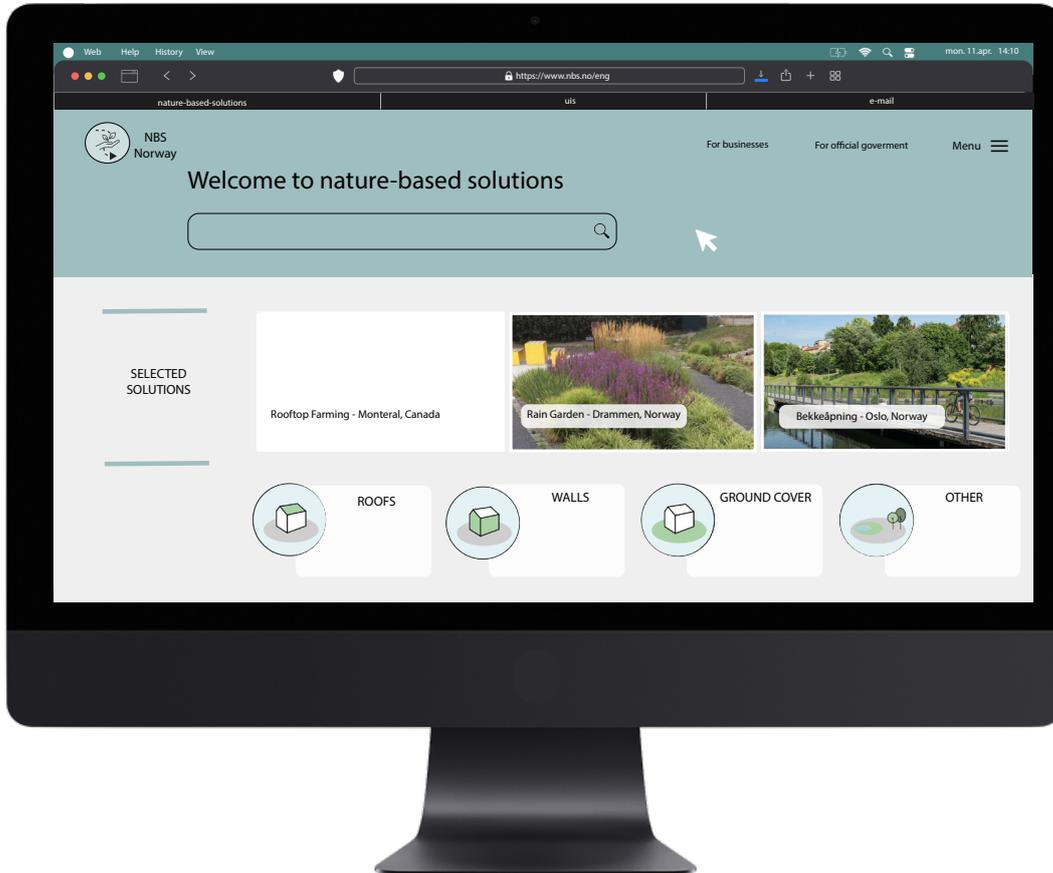 Web Help History View
mon. 11.apr. 14:10
https://www.nbs.no/eng
nature-based-solutions
uis
e-mail
NBS
Norway
For businesses
For official goverment
Menu
Welcome to nature-based solutions
SELECTED
SOLUTIONS
Rooftop Farming - Monteral, Canada
Rain Garden - Drammen, Norway
Bekkeåpning - Oslo, Norway
ROOFS
WALLS
GROUND COVER
OTHER